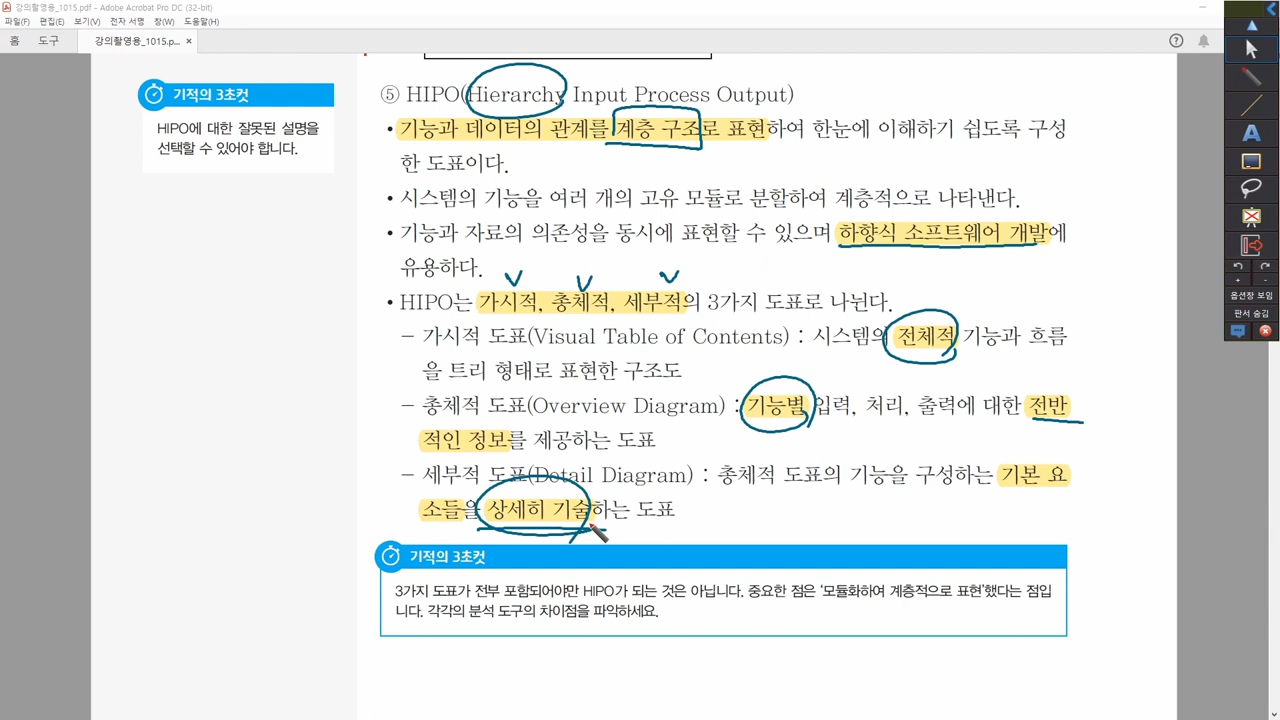 강의촬영용_1015.pdf - Adobe Acrobat Pro DC (32-bit)
파일(F) 편집(E) 보기(V) 전자 서명 창(W) 도움말(H)
홈 도구 강의촬영용_1015.p... ×
기적의 3초컷
HIPO에 대한 잘못된 설명을
선택할 수 있어야 합니다.
⑤ HIPO(Hierarchy Input Process Output)
• 기능과 데이터의 관계를 계층 구조로 표현하여 한눈에 이해하기 쉽도록 구성
한 도표이다.
• 시스템의 기능을 여러 개의 고유 모듈로 분할하여 계층적으로 나타낸다.
• 기능과 자료의 의존성을 동시에 표현할 수 있으며 하향식 소프트웨어 개발에
유용하다.
• HIPO는 가시적, 총체적, 세부적의 3가지 도표로 나뉜다.
– 가시적 도표(Visual Table of Contents) : 시스템의 전체적 기능과 흐름
을 트리 형태로 표현한 구조도
– 총체적 도표(Overview Diagram) : 기능별 입력, 처리, 출력에 대한 전반
적인 정보를 제공하는 도표
– 세부적 도표(Detail Diagram) : 총체적 도표의 기능을 구성하는 기본 요
소들을 상세히 기술하는 도표
기적의 3초컷
3가지 도표가 전부 포함되어야만 HIPO가 되는 것은 아닙니다. 중요한 점은 '모듈화하여 계층적으로 표현'했다는 점입
니다. 각각의 분석 도구의 차이점을 파악하세요.
A
옵션장 보임
판서 숨김